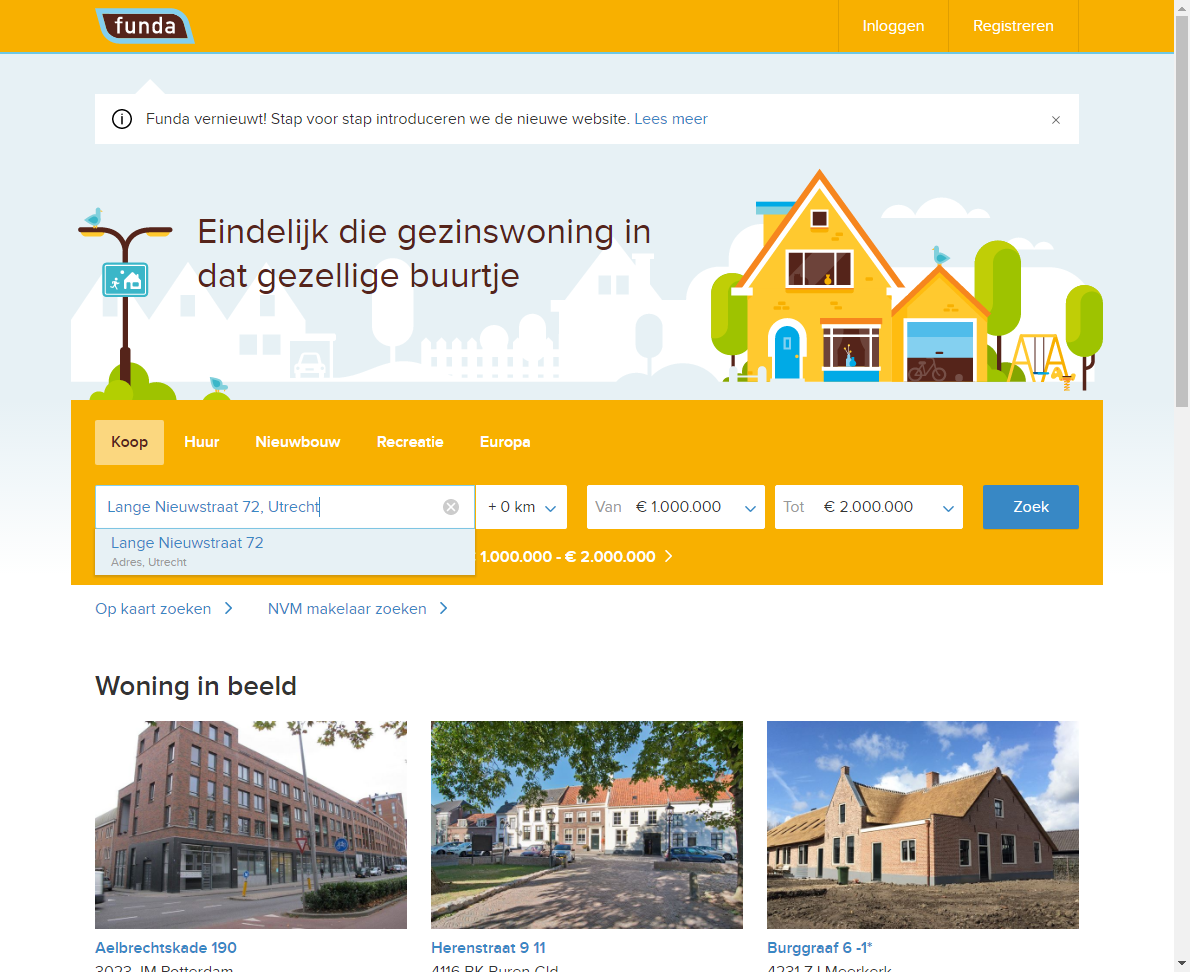 funda
Inloggen
Registreren
Funda vernieuwt! Stap voor stap introduceren we de nieuwe website. Lees meer
Eindelijk die gezinswoning in
dat gezellige buurtje
Koop
Huur
Nieuwbouw
Recreatie
Europa
Lange Nieuwstraat 72, Utrecht
+ 0 km
Van € 1.000.000
Tot € 2.000.000
Zoek
Lange Nieuwstraat 72
Adres, Utrecht
1.000.000 - € 2.000.000
Op kaart zoeken
NVM makelaar zoeken
Woning in beeld
Aelbrechtskade 190
Herenstraat 9 11
Burggraaf 6 -1*
3023 JM Rotterdam
4116 BK Buren Gld
4231 ZJ Meerkerk